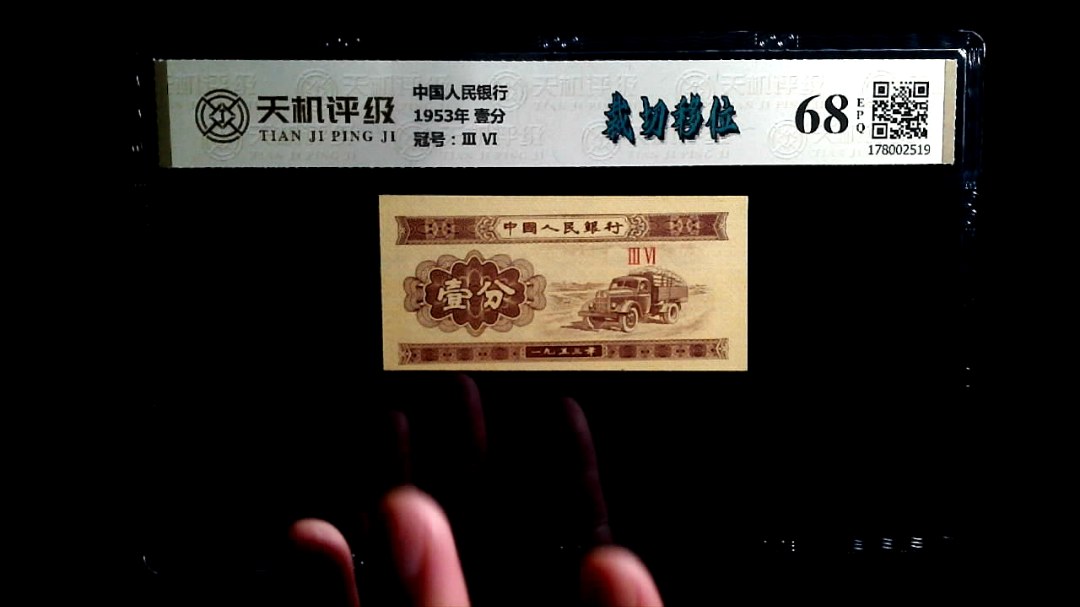 天机评级
TIAN JI PING JI
中国人民银行
1953年 壹分
冠号：Ⅲ Ⅵ
裁切移位
68
EPQ
178002519
中國人民銀行
Ⅲ Ⅵ
壹分
一九五三年